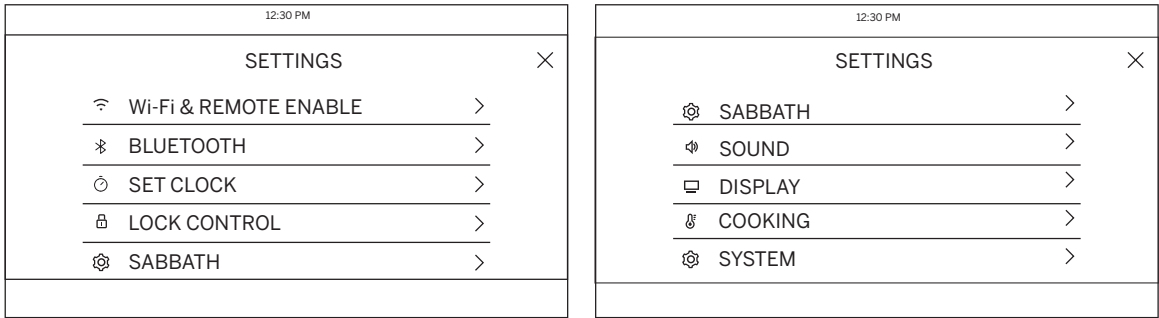 12:30 PM
SETTINGS
Wi-Fi & REMOTE ENABLE
BLUETOOTH
SET CLOCK
LOCK CONTROL
SABBATH
12:30 PM
SETTINGS
SABBATH
SOUND
DISPLAY
COOKING
SYSTEM